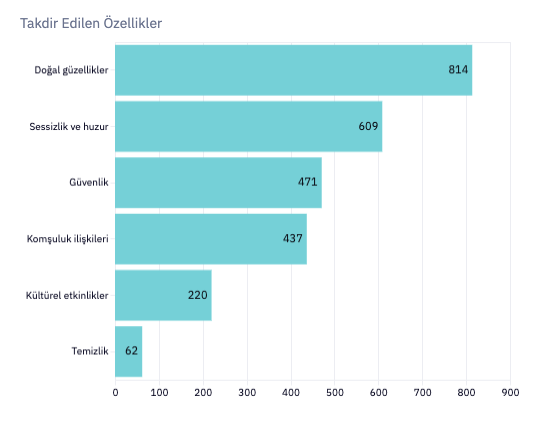 Takdir Edilen Özellikler
Doğal güzellikler 814
Sessizlik ve huzur 609
Güvenlik 471
Komşuluk ilişkileri 437
Kültürel etkinlikler 220
Temizlik 62
0 100 200 300 400 500 600 700 800 900